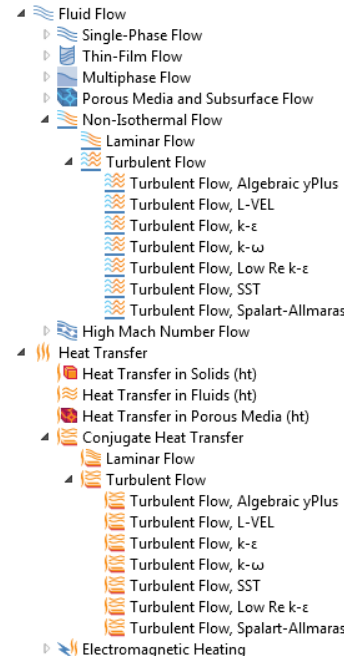 Fluid Flow
Single-Phase Flow
Thin-Film Flow
Multiphase Flow
Porous Media and Subsurface Flow
Non-Isothermal Flow
Laminar Flow
Turbulent Flow
Turbulent Flow, Algebraic yPlus
Turbulent Flow, L-VEL
Turbulent Flow, k-ε
Turbulent Flow, k-ω
Turbulent Flow, Low Re k-ε
Turbulent Flow, SST
Turbulent Flow, Spalart-Allmaras
High Mach Number Flow
Heat Transfer
Heat Transfer in Solids (ht)
Heat Transfer in Fluids (ht)
Heat Transfer in Porous Media (ht)
Conjugate Heat Transfer
Laminar Flow
Turbulent Flow
Turbulent Flow, Algebraic yPlus
Turbulent Flow, L-VEL
Turbulent Flow, k-ε
Turbulent Flow, k-ω
Turbulent Flow, SST
Turbulent Flow, Low Re k-ε
Turbulent Flow, Spalart-Allmaras
Electromagnetic Heating